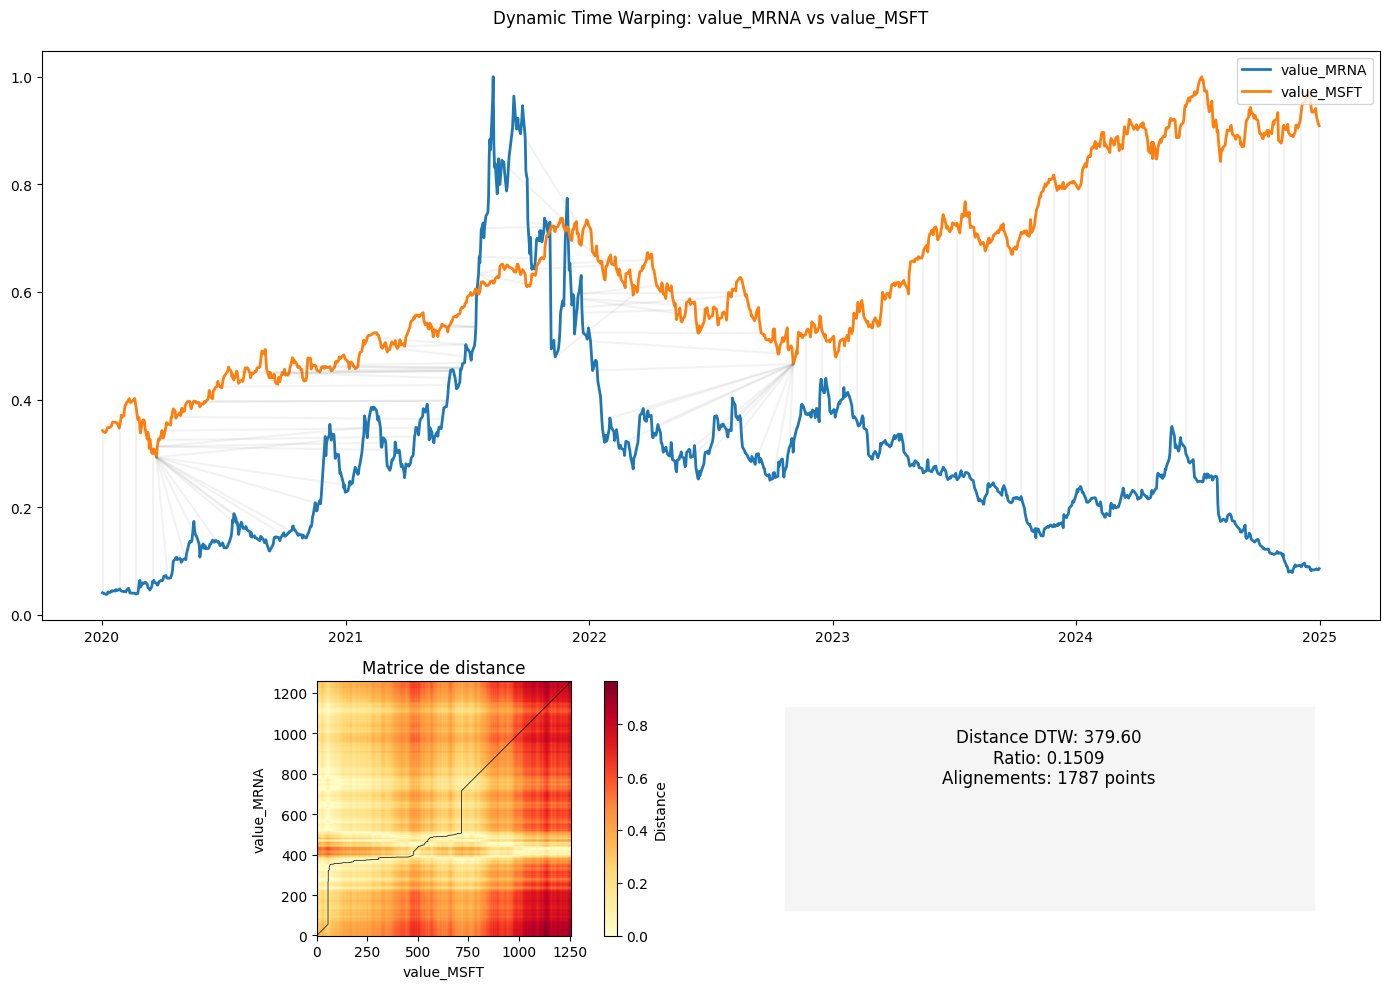 Dynamic Time Warping: value_MRNA vs value_MSFT
value_MRNA
value_MSFT
1.0
0.8
0.6
0.4
0.2
0.0
2020 2021 2022 2023 2024 2025
Matrice de distance
1200
1000
800
600
400
200
0
value_MRNA
0 250 500 750 1000 1250
value_MSFT
0.8
0.6
0.4
0.2
0.0
Distance
Distance DTW: 379.60
Ratio: 0.1509
Alignements: 1787 points